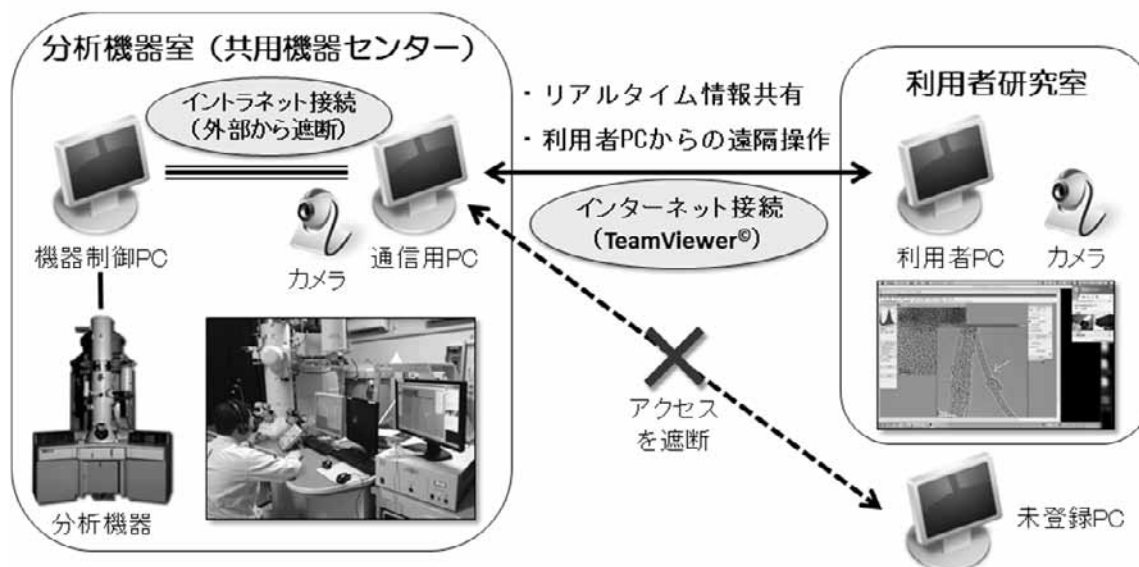 分析機器室（共用機器センター）
イントラネット接続
（外部から遮断）
機器制御PC
カメラ
通信用PC
分析機器
・リアルタイム情報共有
・利用者PCからの遠隔操作
インターネット接続
（TeamViewer©）
アクセス
を遮断
利用者研究室
利用者PC
カメラ
未登録PC